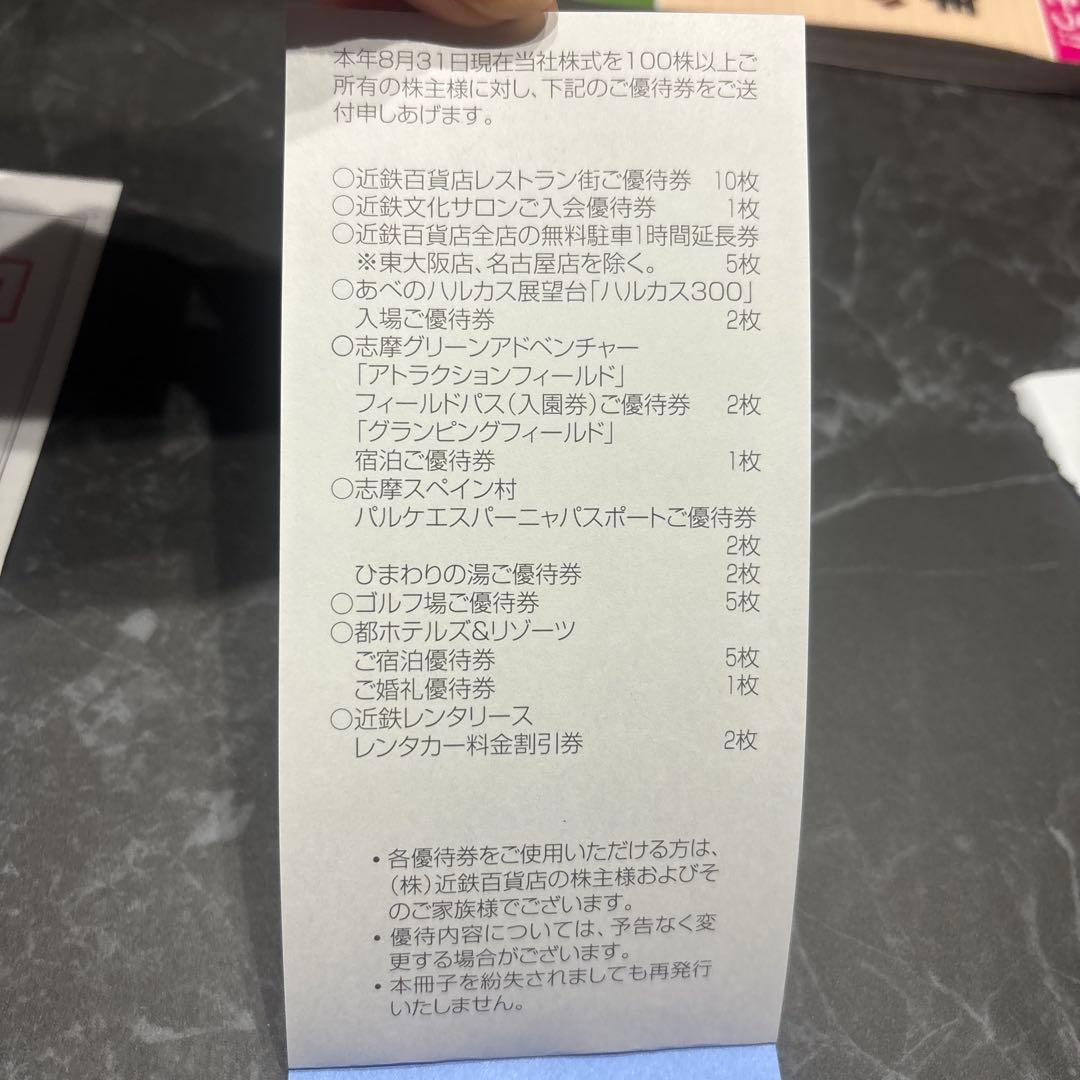 本年8月31日現在当社株式を100株以上ご
所有の株主様に対し、下記のご優待券をご送
付申しあげます。
○近鉄百貨店レストラン街ご優待券 10枚
○近鉄文化サロンご入会優待券 1枚
○近鉄百貨店全店の無料駐車1時間延長券
※東大阪店、名古屋店を除く。 5枚
○あべのハルカス展望台「ハルカス300」
入場ご優待券 2枚
○志摩グリーンアドベンチャー
「アトラクションフィールド」
フィールドパス(入園券)ご優待券 2枚
「グランピングフィールド」
宿泊ご優待券 1枚
○志摩スペイン村
パルケエスパーニャパスポートご優待券
2枚
ひまわりの湯ご優待券 2枚
○ゴルフ場ご優待券 5枚
○都ホテルズ&リゾーツ
ご宿泊優待券 5枚
ご婚礼優待券 1枚
○近鉄レンタリース
レンタカー料金割引券 2枚
・各優待券をご使用いただける方は、
(株)近鉄百貨店の株主様およびそ
のご家族様でございます。
・優待内容については、予告なく変
更する場合がございます。
・本冊子を紛失されましても再発行
いたしません。